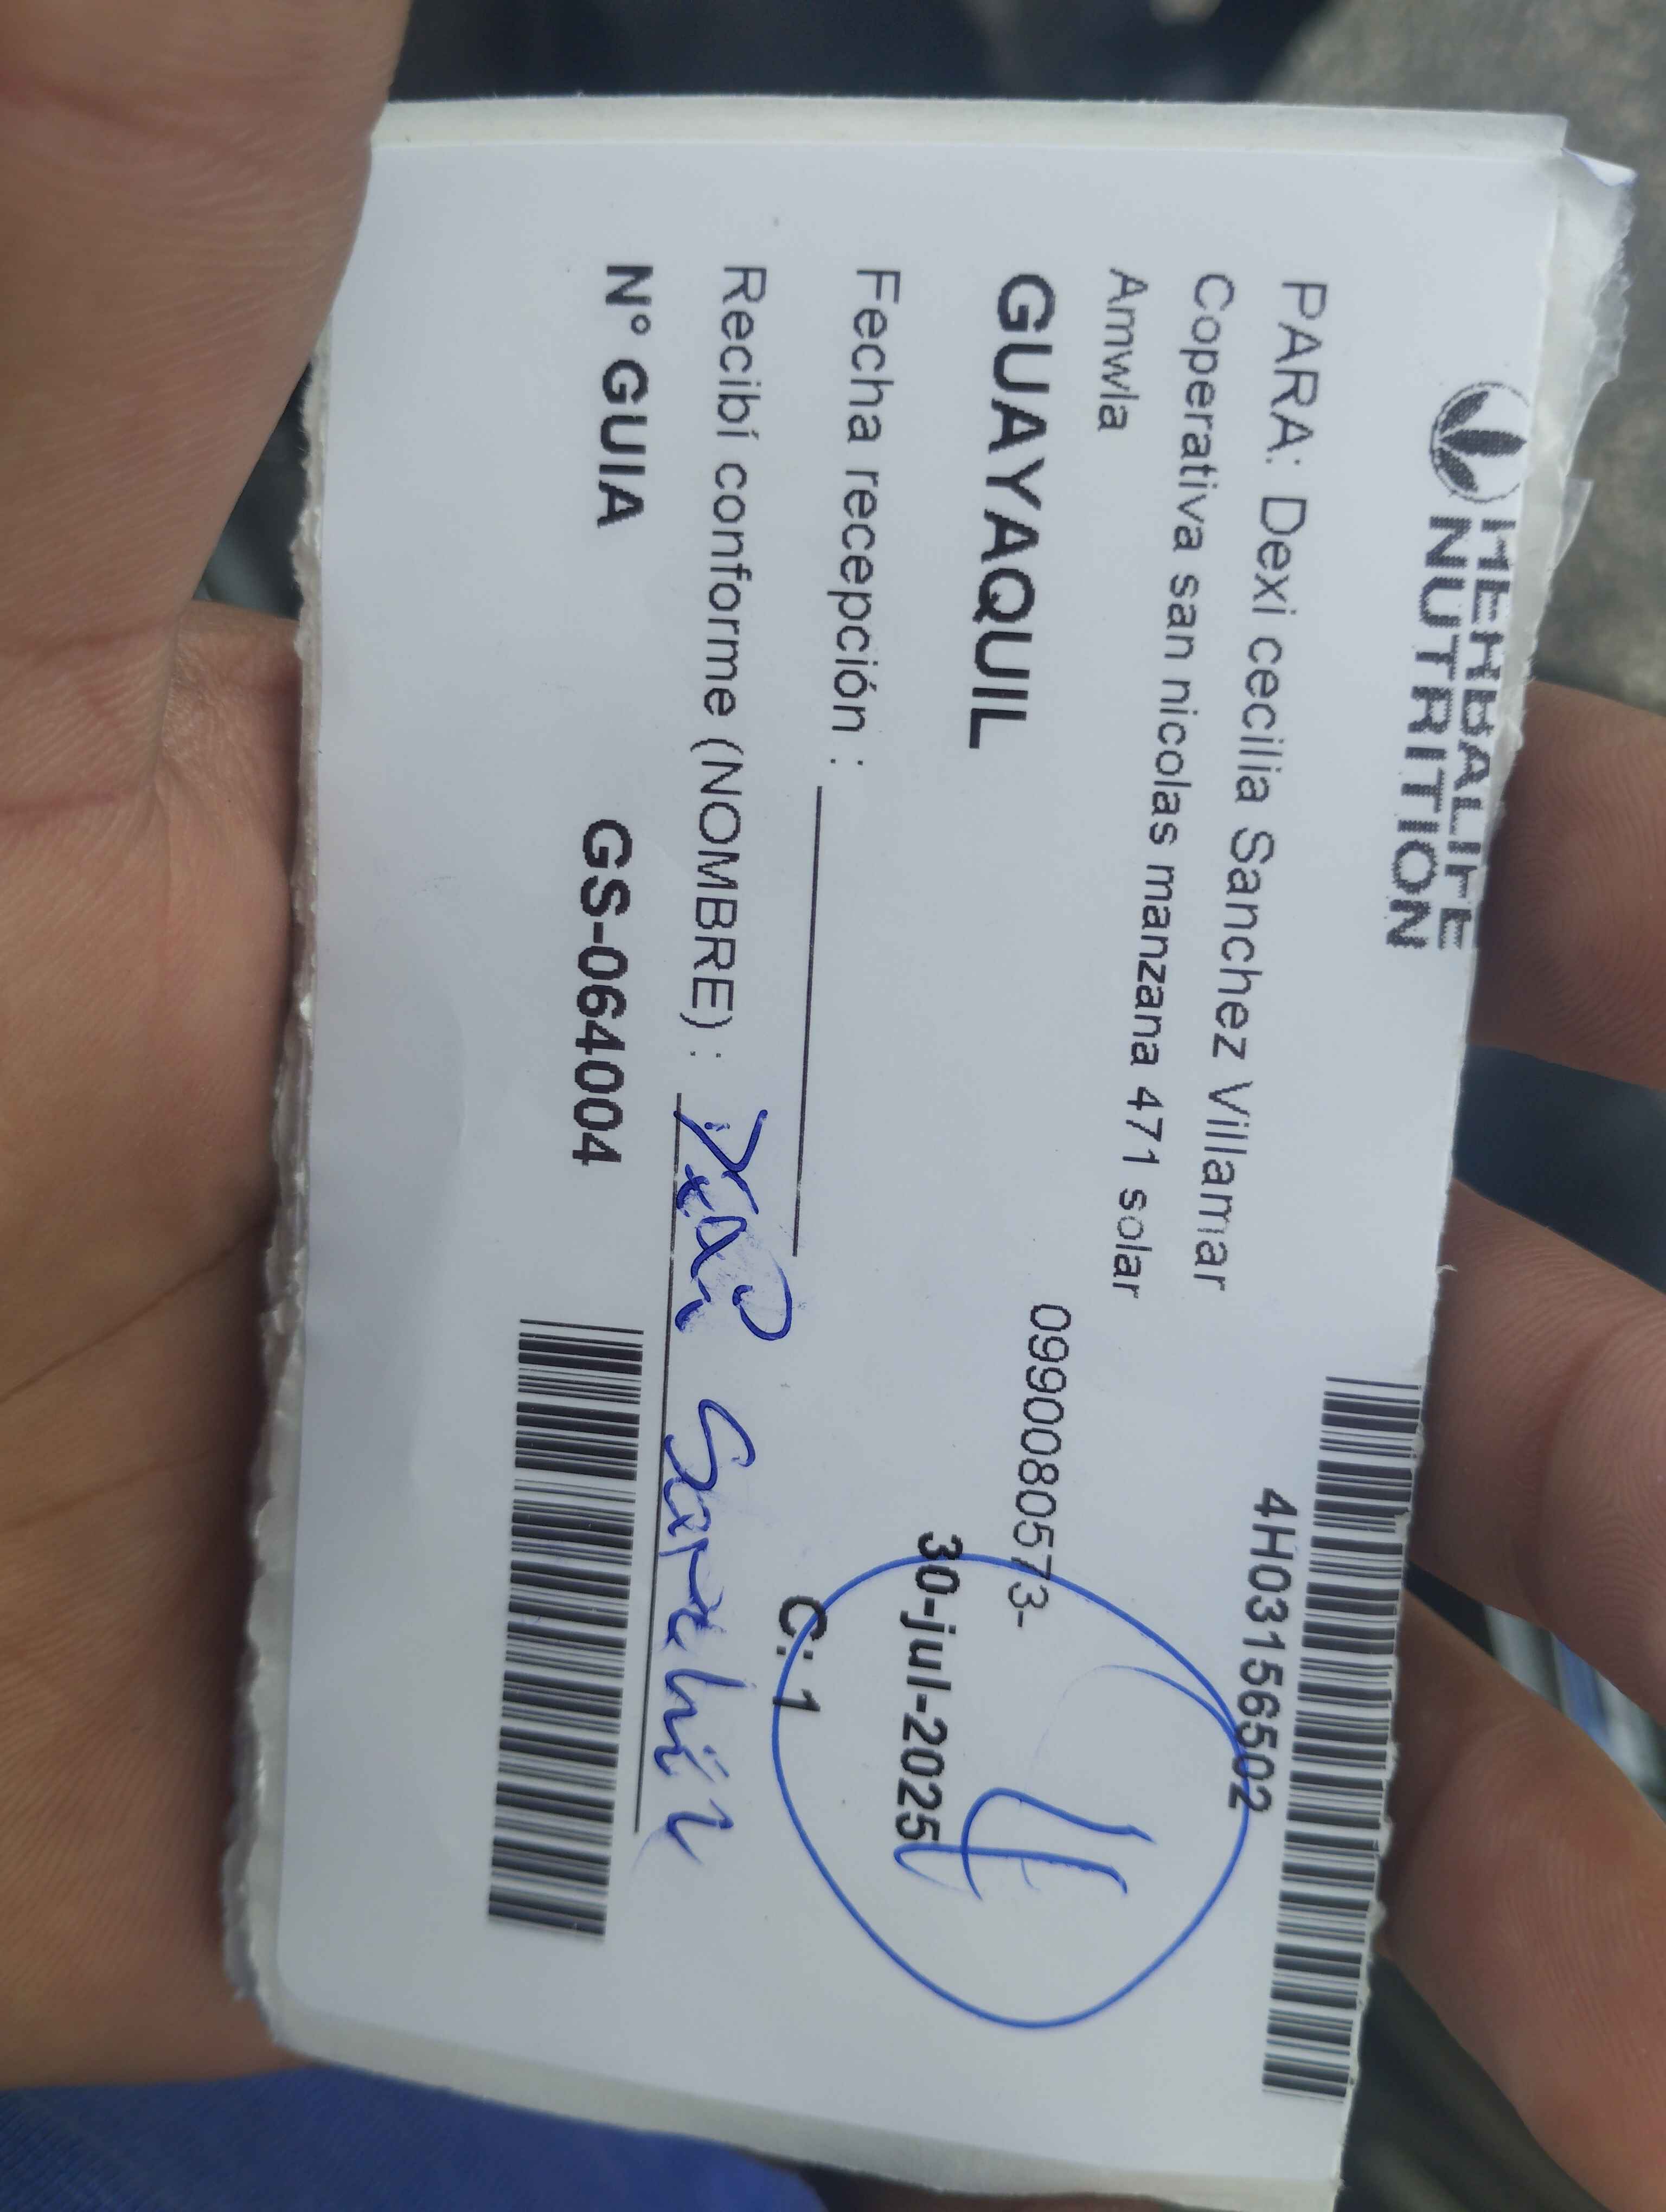 HERBALIFE
NUTRITION
4H03156502
PARA: Dexi cecilia Sanchez Villamar
Coperativa san nicolas manzana 471 solar
Amwla
0990080573-
GUAYAQUIL
30-jul-2025
4
Fecha recepción :
C: 1
Recibí conforme (NOMBRE) :
N° GUIA GS-064004